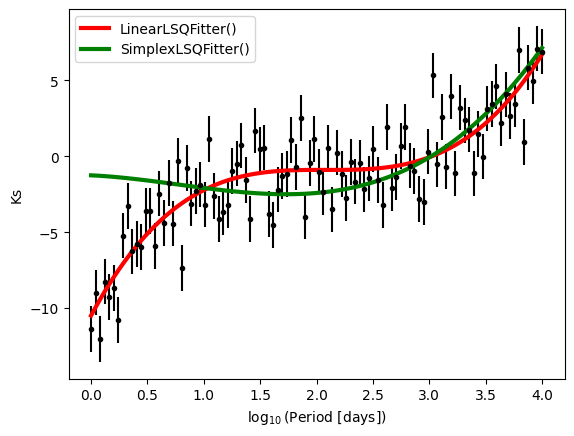 LinearLSQFitter()
SimplexLSQFitter()
5
0
−5
−10
Ks
0.0 0.5 1.0 1.5 2.0 2.5 3.0 3.5 4.0
log10(Period [days])